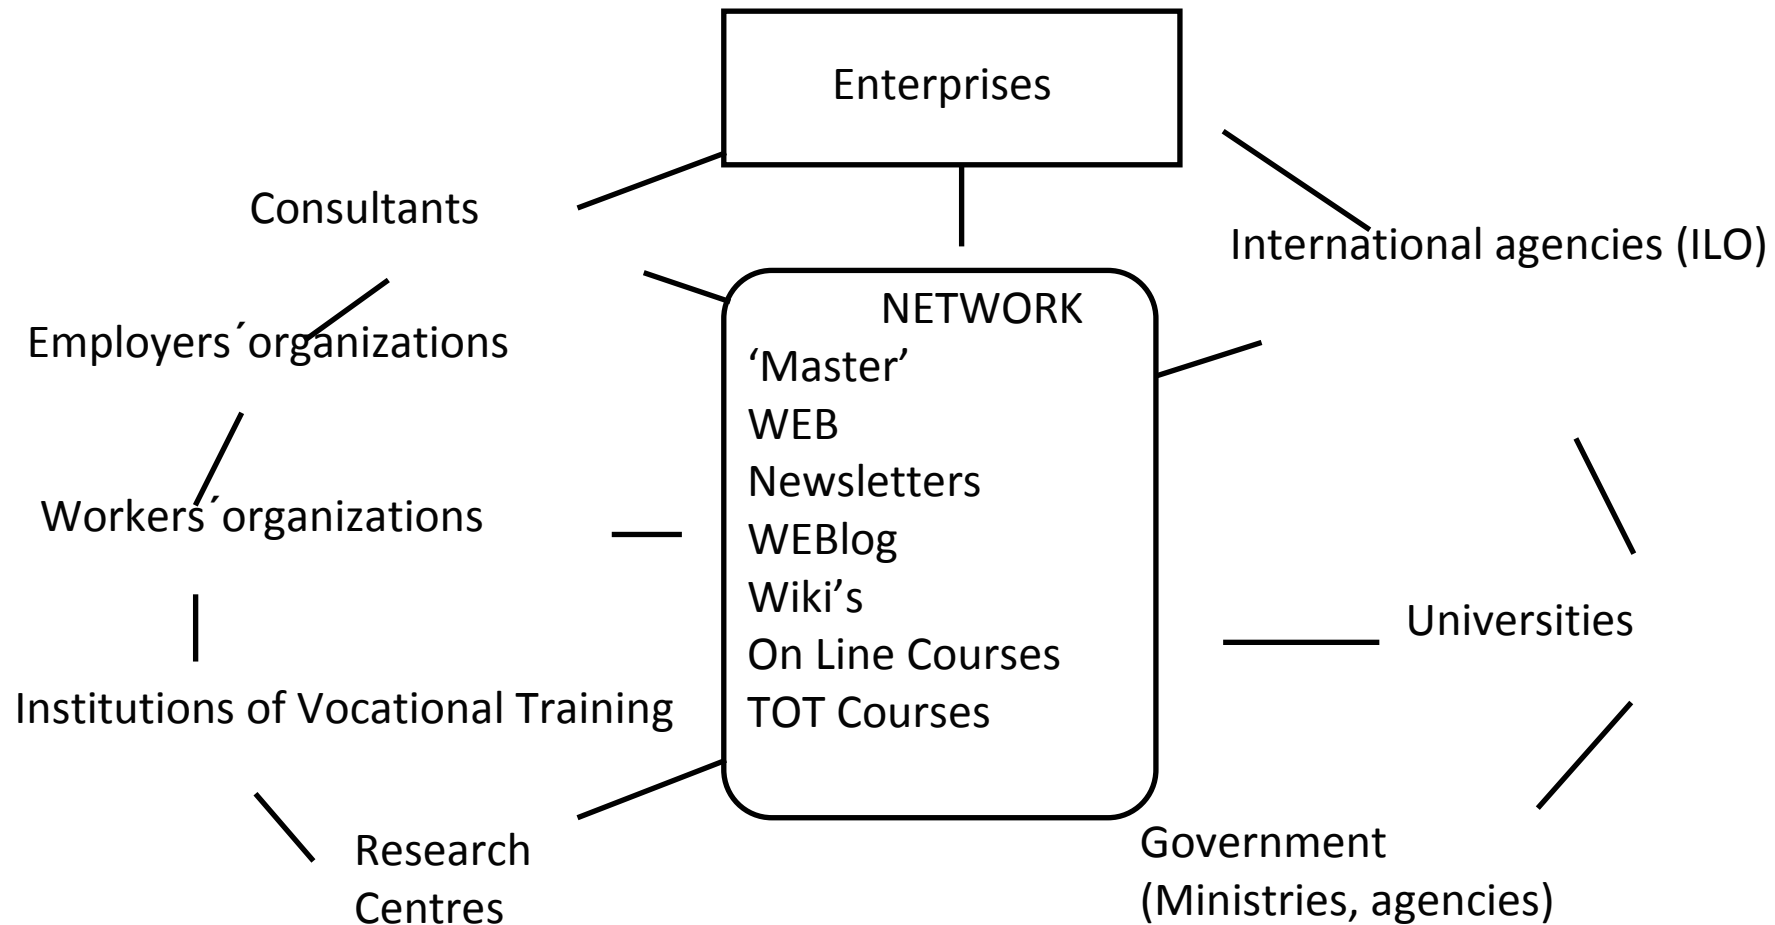 Enterprises
Consultants
International agencies (ILO)
Employers´organizations
Workers´organizations
Institutions of Vocational Training
Research
Centres
NETWORK
‘Master’
WEB
Newsletters
WEBlog
Wiki’s
On Line Courses
TOT Courses
Universities
Government
(Ministries, agencies)